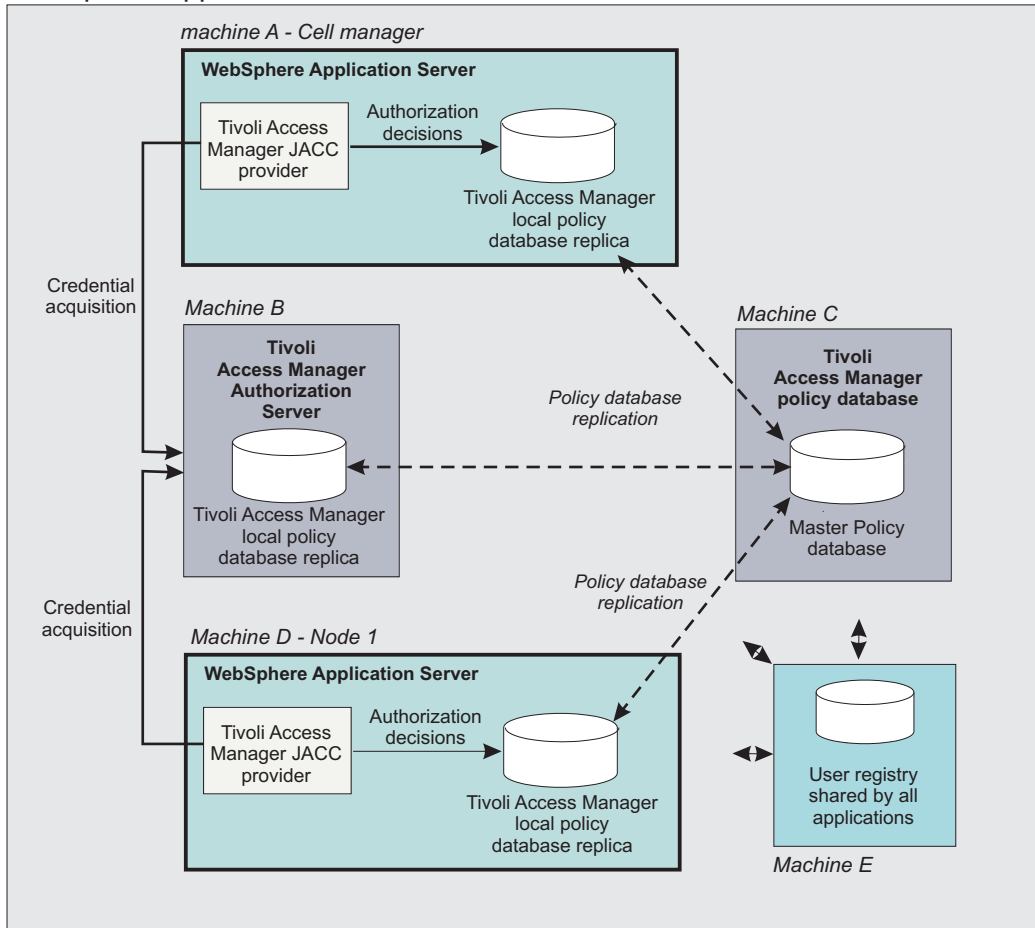 machine A - Cell manager
WebSphere Application Server
Tivoli Access
Manager JACC
provider
Authorization
decisions
Tivoli Access Manager
local policy
database replica
Credential
acquisition
Machine B
Tivoli
Access Manager
Authorization
Server
Tivoli Access Manager
local policy
database replica
Policy database
replication
Machine C
Tivoli
Access Manager
policy database
Master Policy
database
Policy database
replication
Credential
acquisition
Machine D - Node 1
WebSphere Application Server
Tivoli Access
Manager JACC
provider
Authorization
decisions
Tivoli Access Manager
local policy
database replica
User registry
shared by all
applications
Machine E